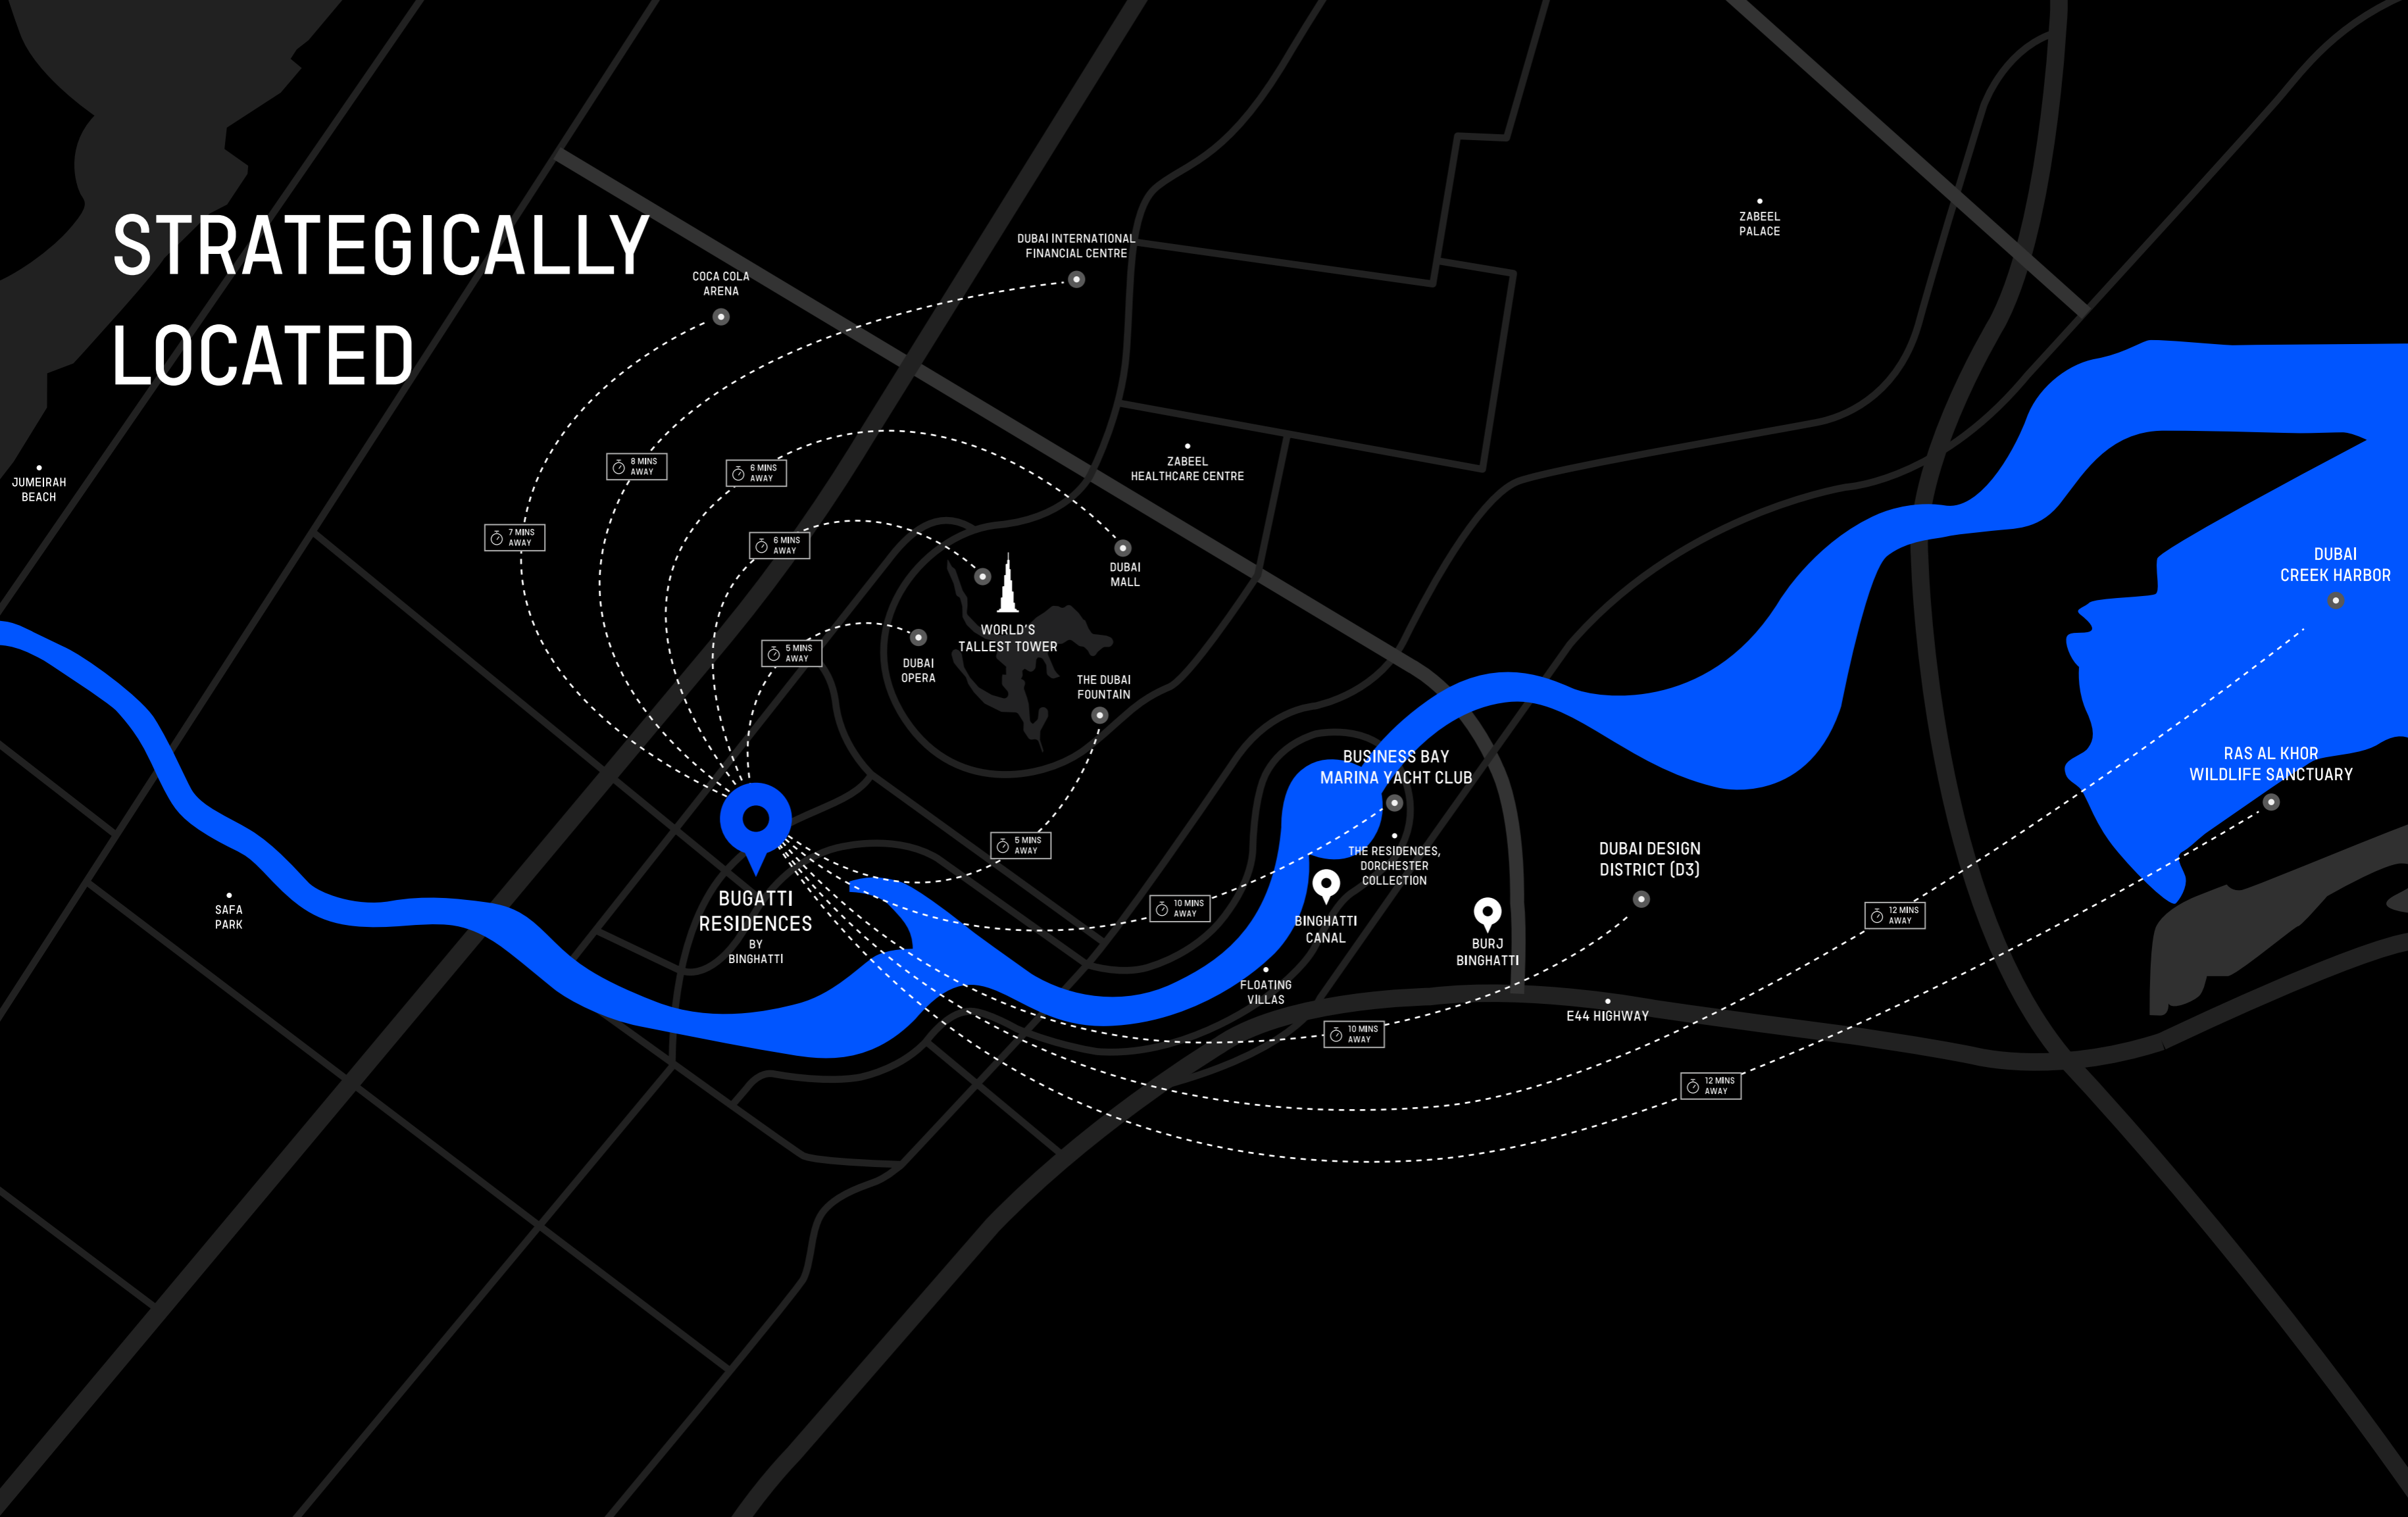 STRATEGICALLY
LOCATED
DUBAI INTERNATIONAL
FINANCIAL CENTRE
COCA COLA
ARENA
ZABEEL
PALACE
JUMEIRAH
BEACH
8 MINS
AWAY
6 MINS
AWAY
ZABEEL
HEALTHCARE CENTRE
7 MINS
AWAY
6 MINS
AWAY
DUBAI
MALL
DUBAI
CREEK HARBOR
WORLD'S
TALLEST TOWER
5 MINS
AWAY
DUBAI
OPERA
THE DUBAI
FOUNTAIN
BUSINESS BAY
MARINA YACHT CLUB
RAS AL KHOR
WILDLIFE SANCTUARY
5 MINS
AWAY
THE RESIDENCES,
DORCHESTER
COLLECTION
DUBAI DESIGN
DISTRICT (D3)
SAFA
PARK
BUGATTI
RESIDENCES
BY
BINGHATTI
10 MINS
AWAY
BINGHATTI
CANAL
BURJ
BINGHATTI
12 MINS
AWAY
FLOATING
VILLAS
E44 HIGHWAY
10 MINS
AWAY
12 MINS
AWAY